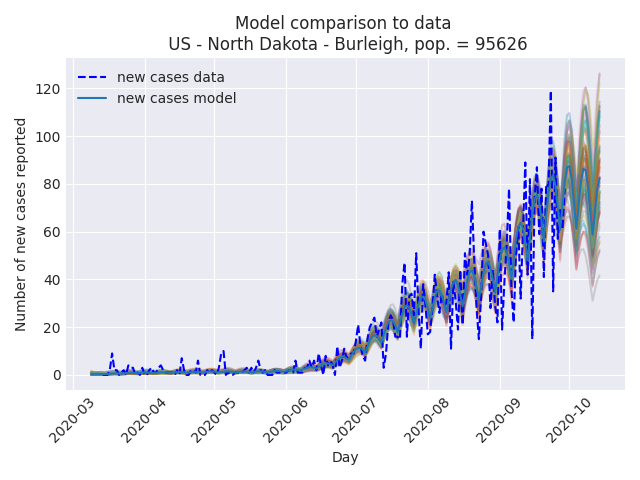 Model comparison to data
US - North Dakota - Burleigh, pop. = 95626
new cases data
new cases model
Number of new cases reported
120
100
80
60
40
20
0
2020-03
2020-04
2020-05
2020-06
2020-07
2020-08
2020-09
2020-10
Day